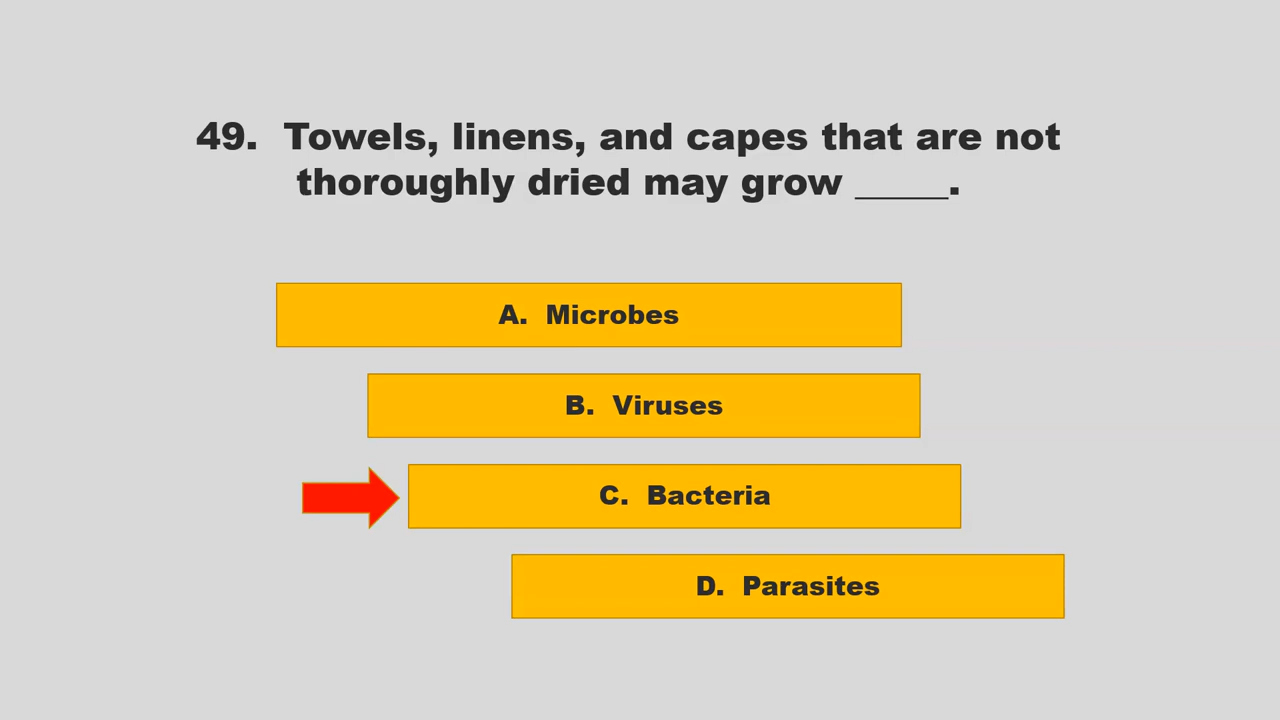 49. Towels, linens, and capes that are not
thoroughly dried may grow _____.
A. Microbes
B. Viruses
C. Bacteria
D. Parasites